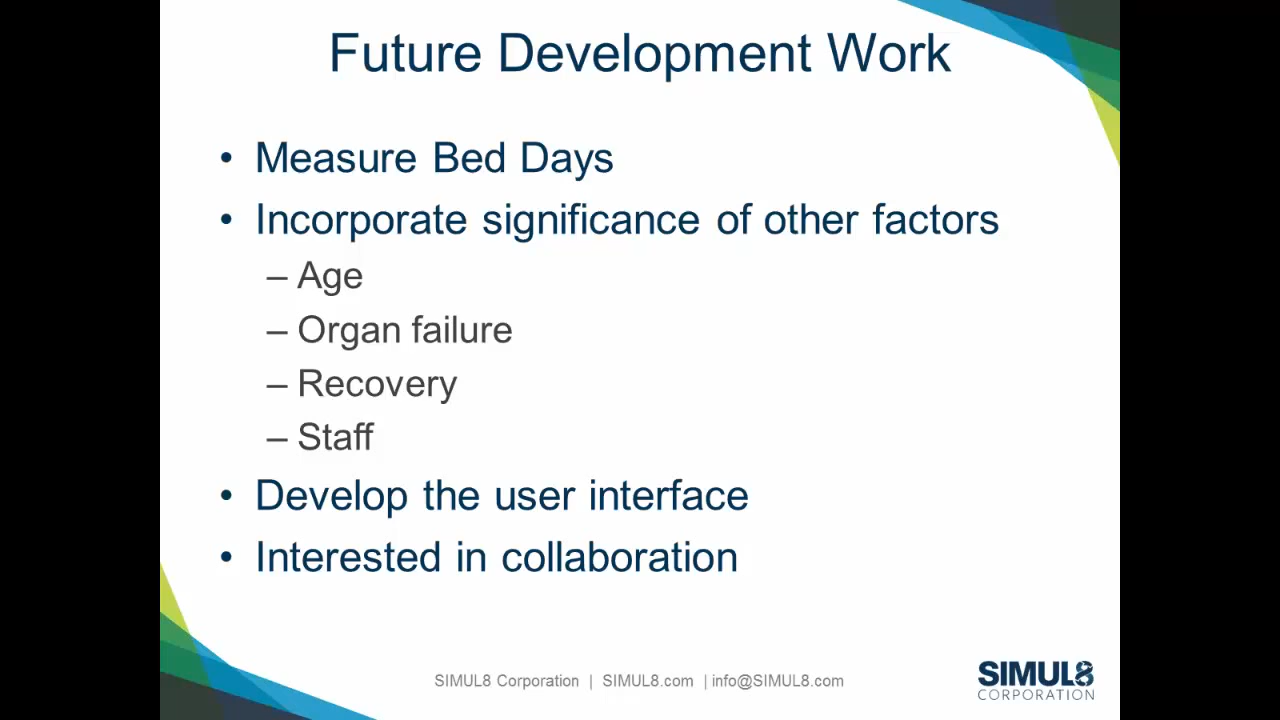 Future Development Work
• Measure Bed Days
• Incorporate significance of other factors
– Age
– Organ failure
– Recovery
– Staff
• Develop the user interface
• Interested in collaboration
SIMUL8 Corporation | SIMUL8.com | info@SIMUL8.com
SIMUL8
CORPORATION